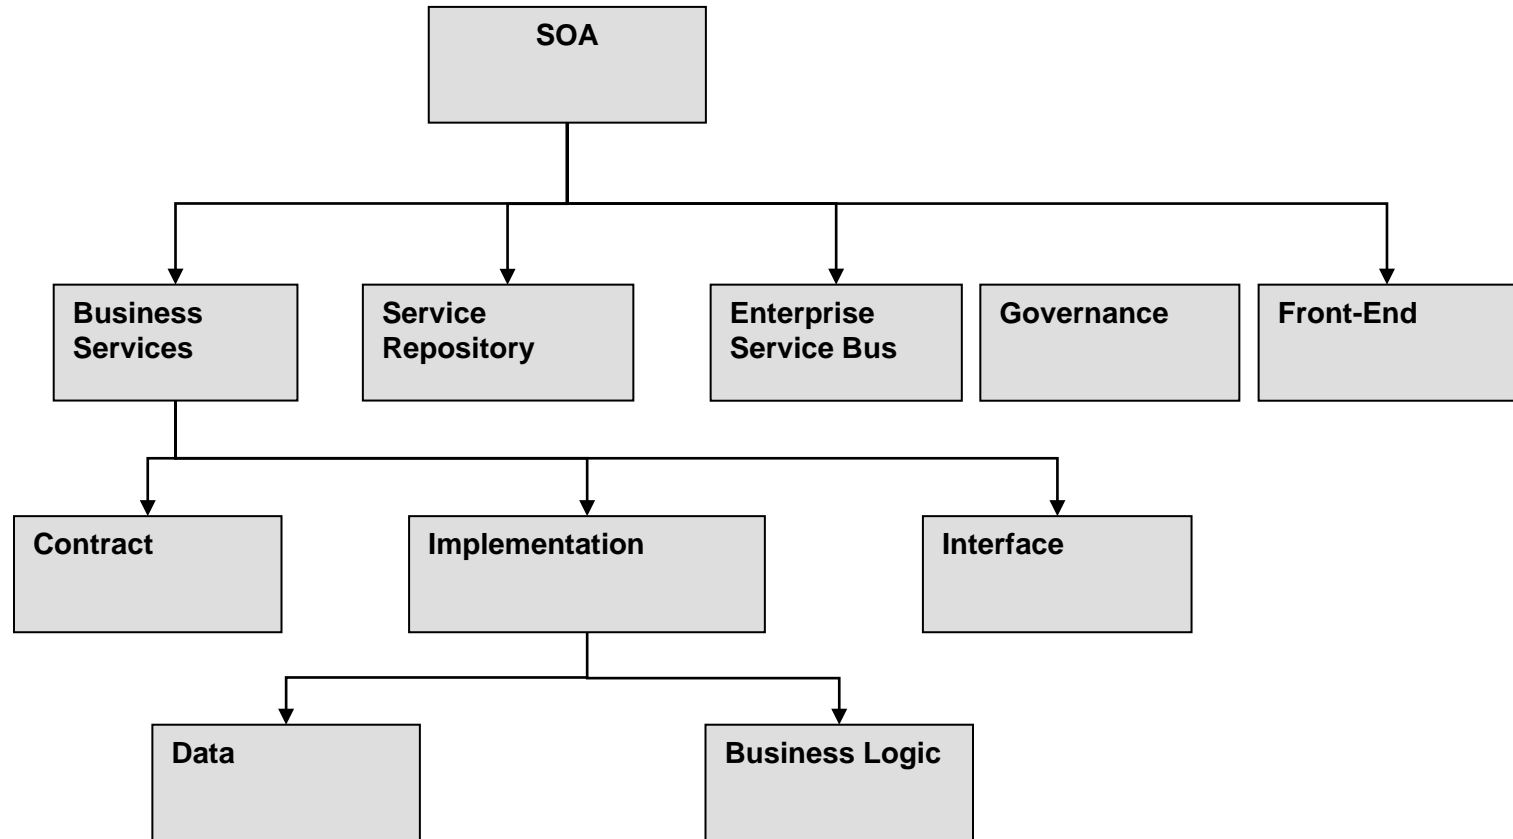 SOA
Business
Services
Service
Repository
Enterprise
Service Bus
Governance
Front-End
Contract
Implementation
Interface
Data
Business Logic